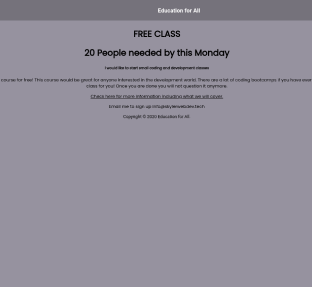 Education for All
FREE CLASS
20 People needed by this Monday
I would like to start small coding and development classes
course for free! This course would be great for anyone interested in the development world. There are a lot of coding bootcamps if you have ever
class for you! Once you are done you will not question it anymore.
Check here for more information including what we will cover.
Email me to sign up
Copyright © 2020 Education for All.